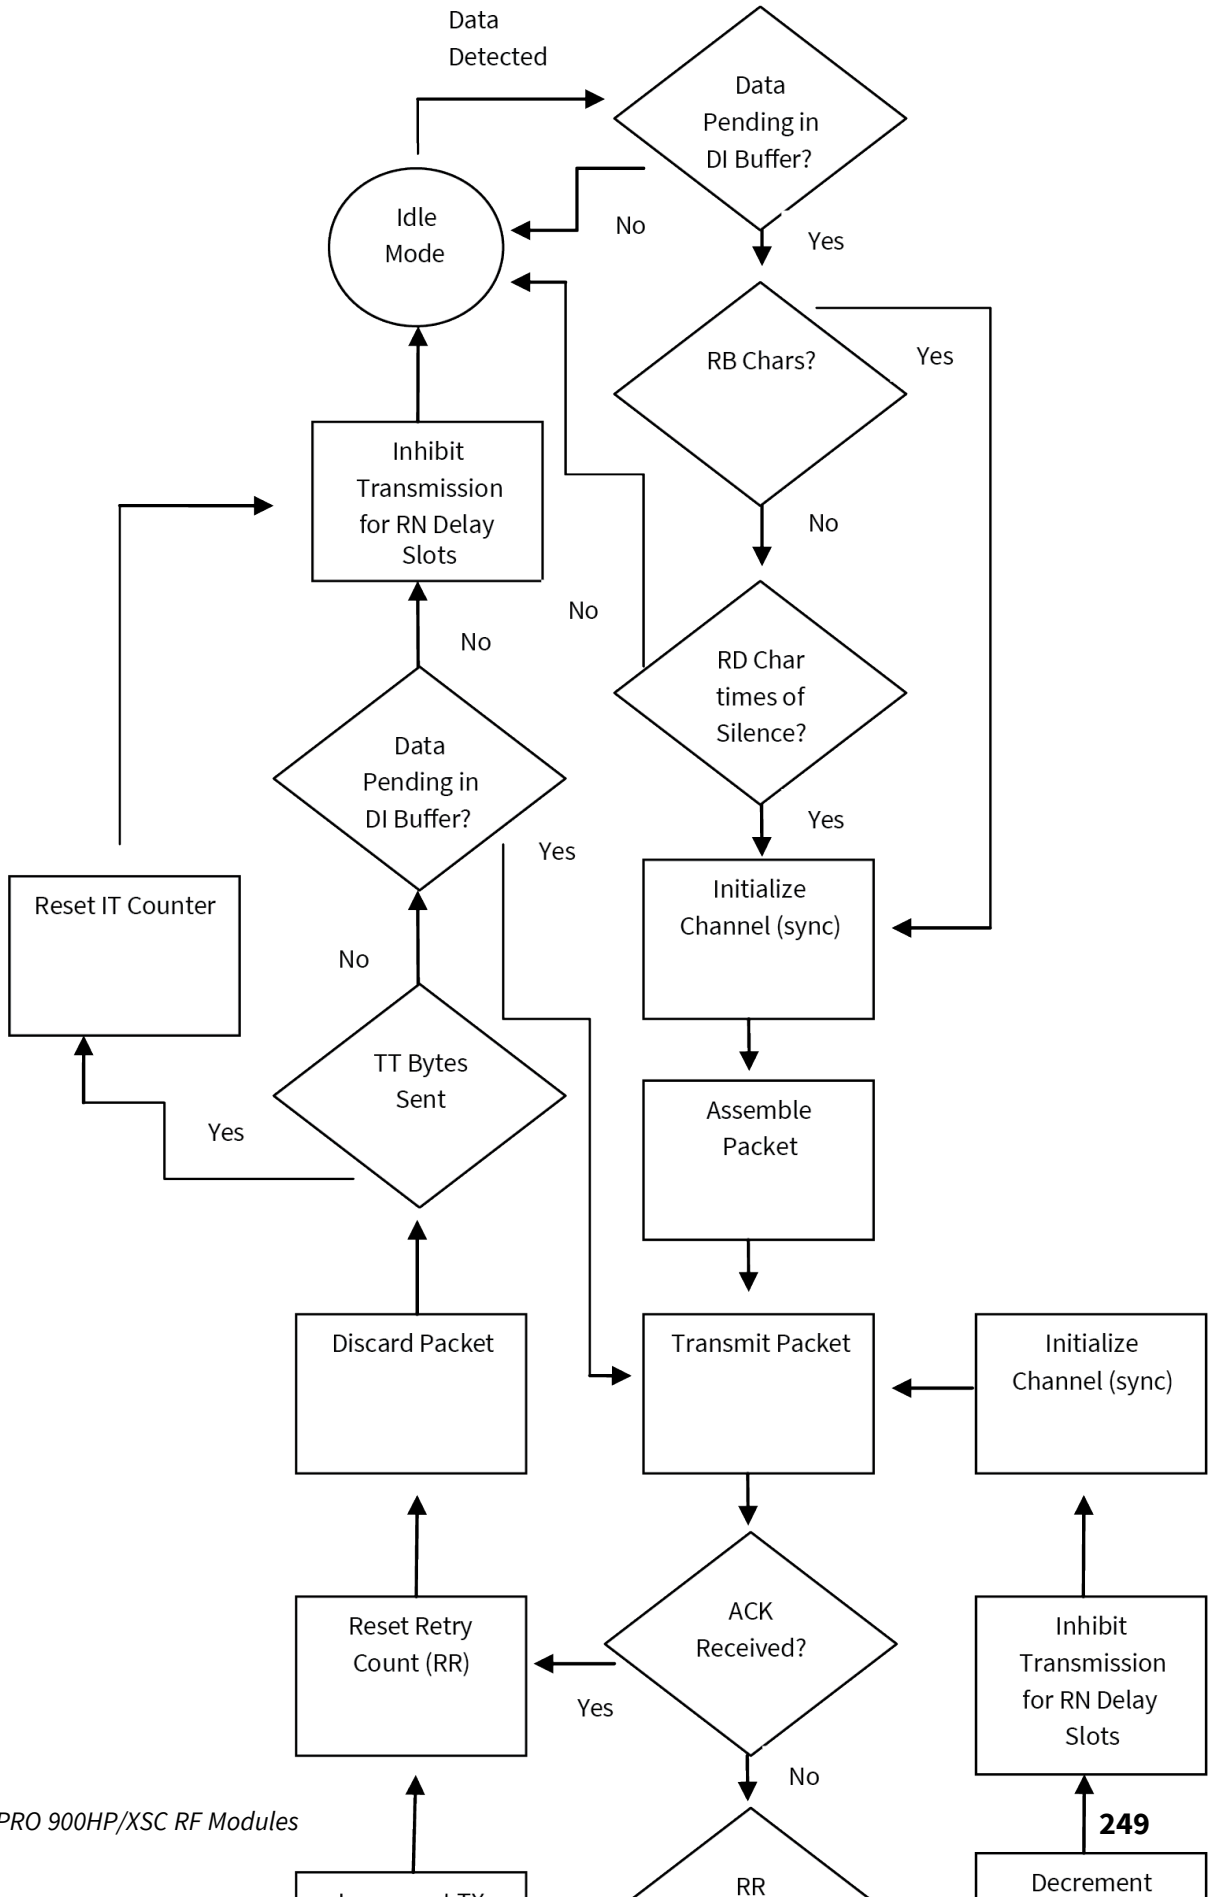 Data
Detected
Data
Pending in
DI Buffer?
Idle
Mode
No
Yes
RB Chars?
Yes
Inhibit
Transmission
for RN Delay
Slots
No
No
No
RD Char
times of
Silence?
Data
Pending in
DI Buffer?
Yes
Yes
Reset IT Counter
Initialize
Channel (sync)
No
TT Bytes
Sent
Yes
Assemble
Packet
Discard Packet
Transmit Packet
Initialize
Channel (sync)
Reset Retry
Count (RR)
ACK
Received?
Inhibit
Transmission
for RN Delay
Slots
Yes
No
PRO 900HP/XSC RF Modules
249
RR
Decrement
TX